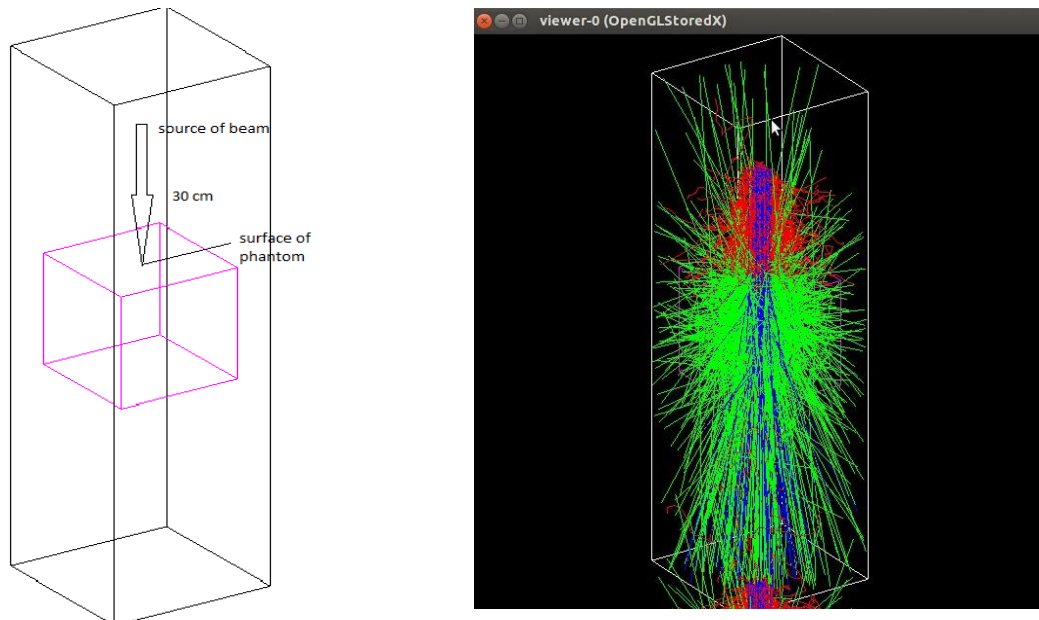 source of beam
30 cm
surface of
phantom
viewer-0 (OpenGLStoredX)